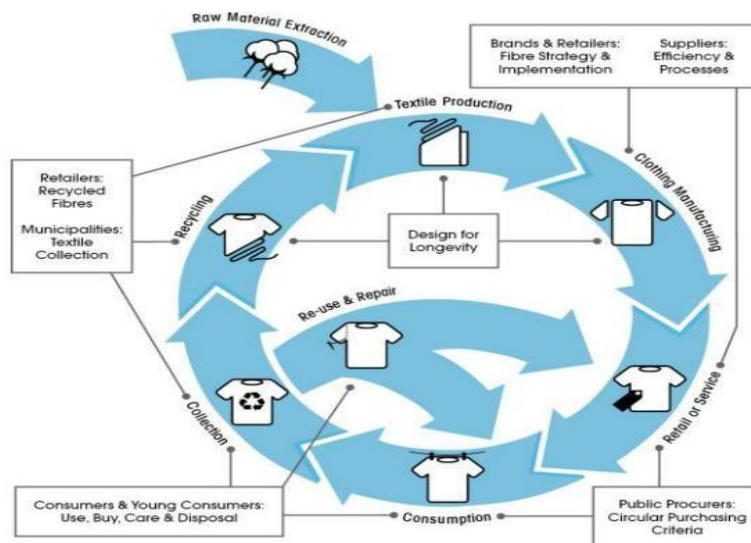 Raw Material Extraction
Brands & Retailers:
Fibre Strategy &
Implementation
Suppliers:
Efficiency &
Processes
Textile Production
Retailers:
Recycled
Fibres
Municipalities:
Textile
Collection
Recycling
Clothing Manufacturing
Design for
Longevity
Re-use & Repair
Collection
Retail or Service
Consumers & Young Consumers:
Use, Buy, Care & Disposal
Consumption
Public Procurers:
Circular Purchasing
Criteria